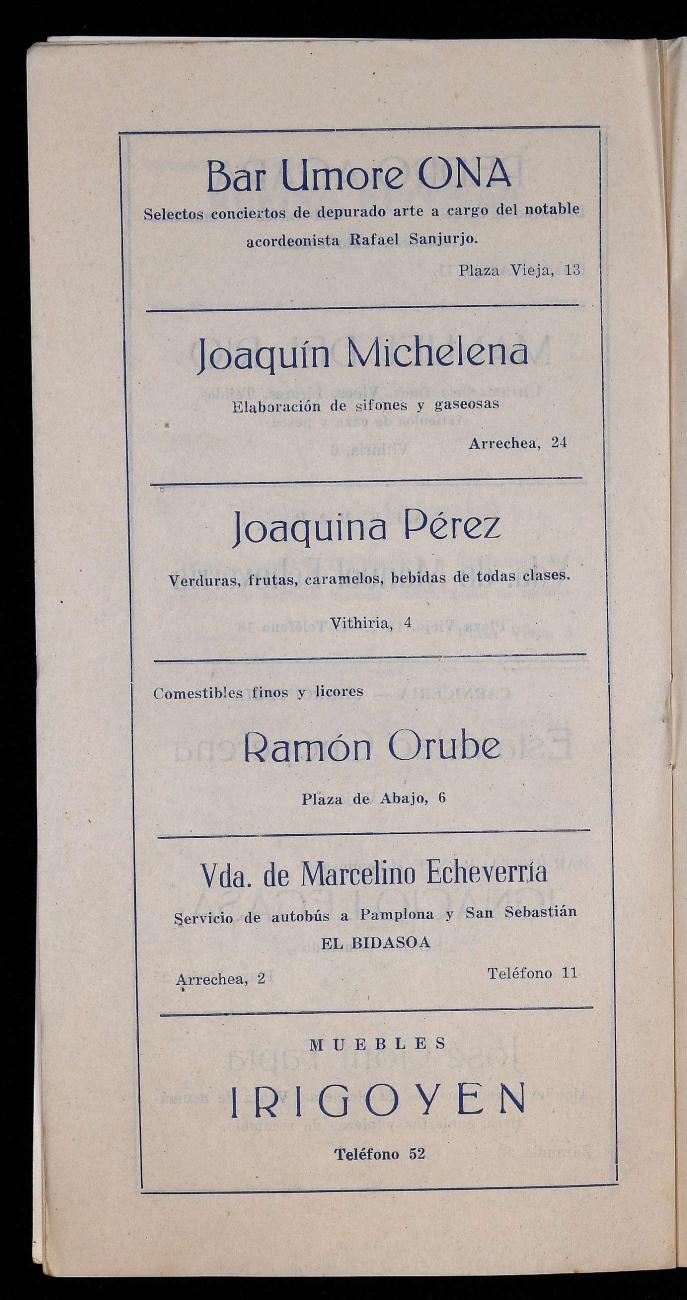 Bar Umore ONA
Selectos conciertos de depurado arte a cargo del notable
acordeonista Rafael Sanjurjo.
Plaza Vieja, 13
Joaquín Michelena
Elaboración de sifones y gaseosas
Arrechea, 24
Joaquina Pérez
Verduras, frutas, caramelos, bebidas de todas clases.
Vithiria, 4
Comestibles finos y licores
Ramón Orube
Plaza de Abajo, 6
Vda. de Marcelino Echeverría
Servicio de autobús a Pamplona y San Sebastián
EL BIDASOA
Arrechea, 2 Teléfono 11
MUEBLES
IRIGOYEN
Teléfono 52